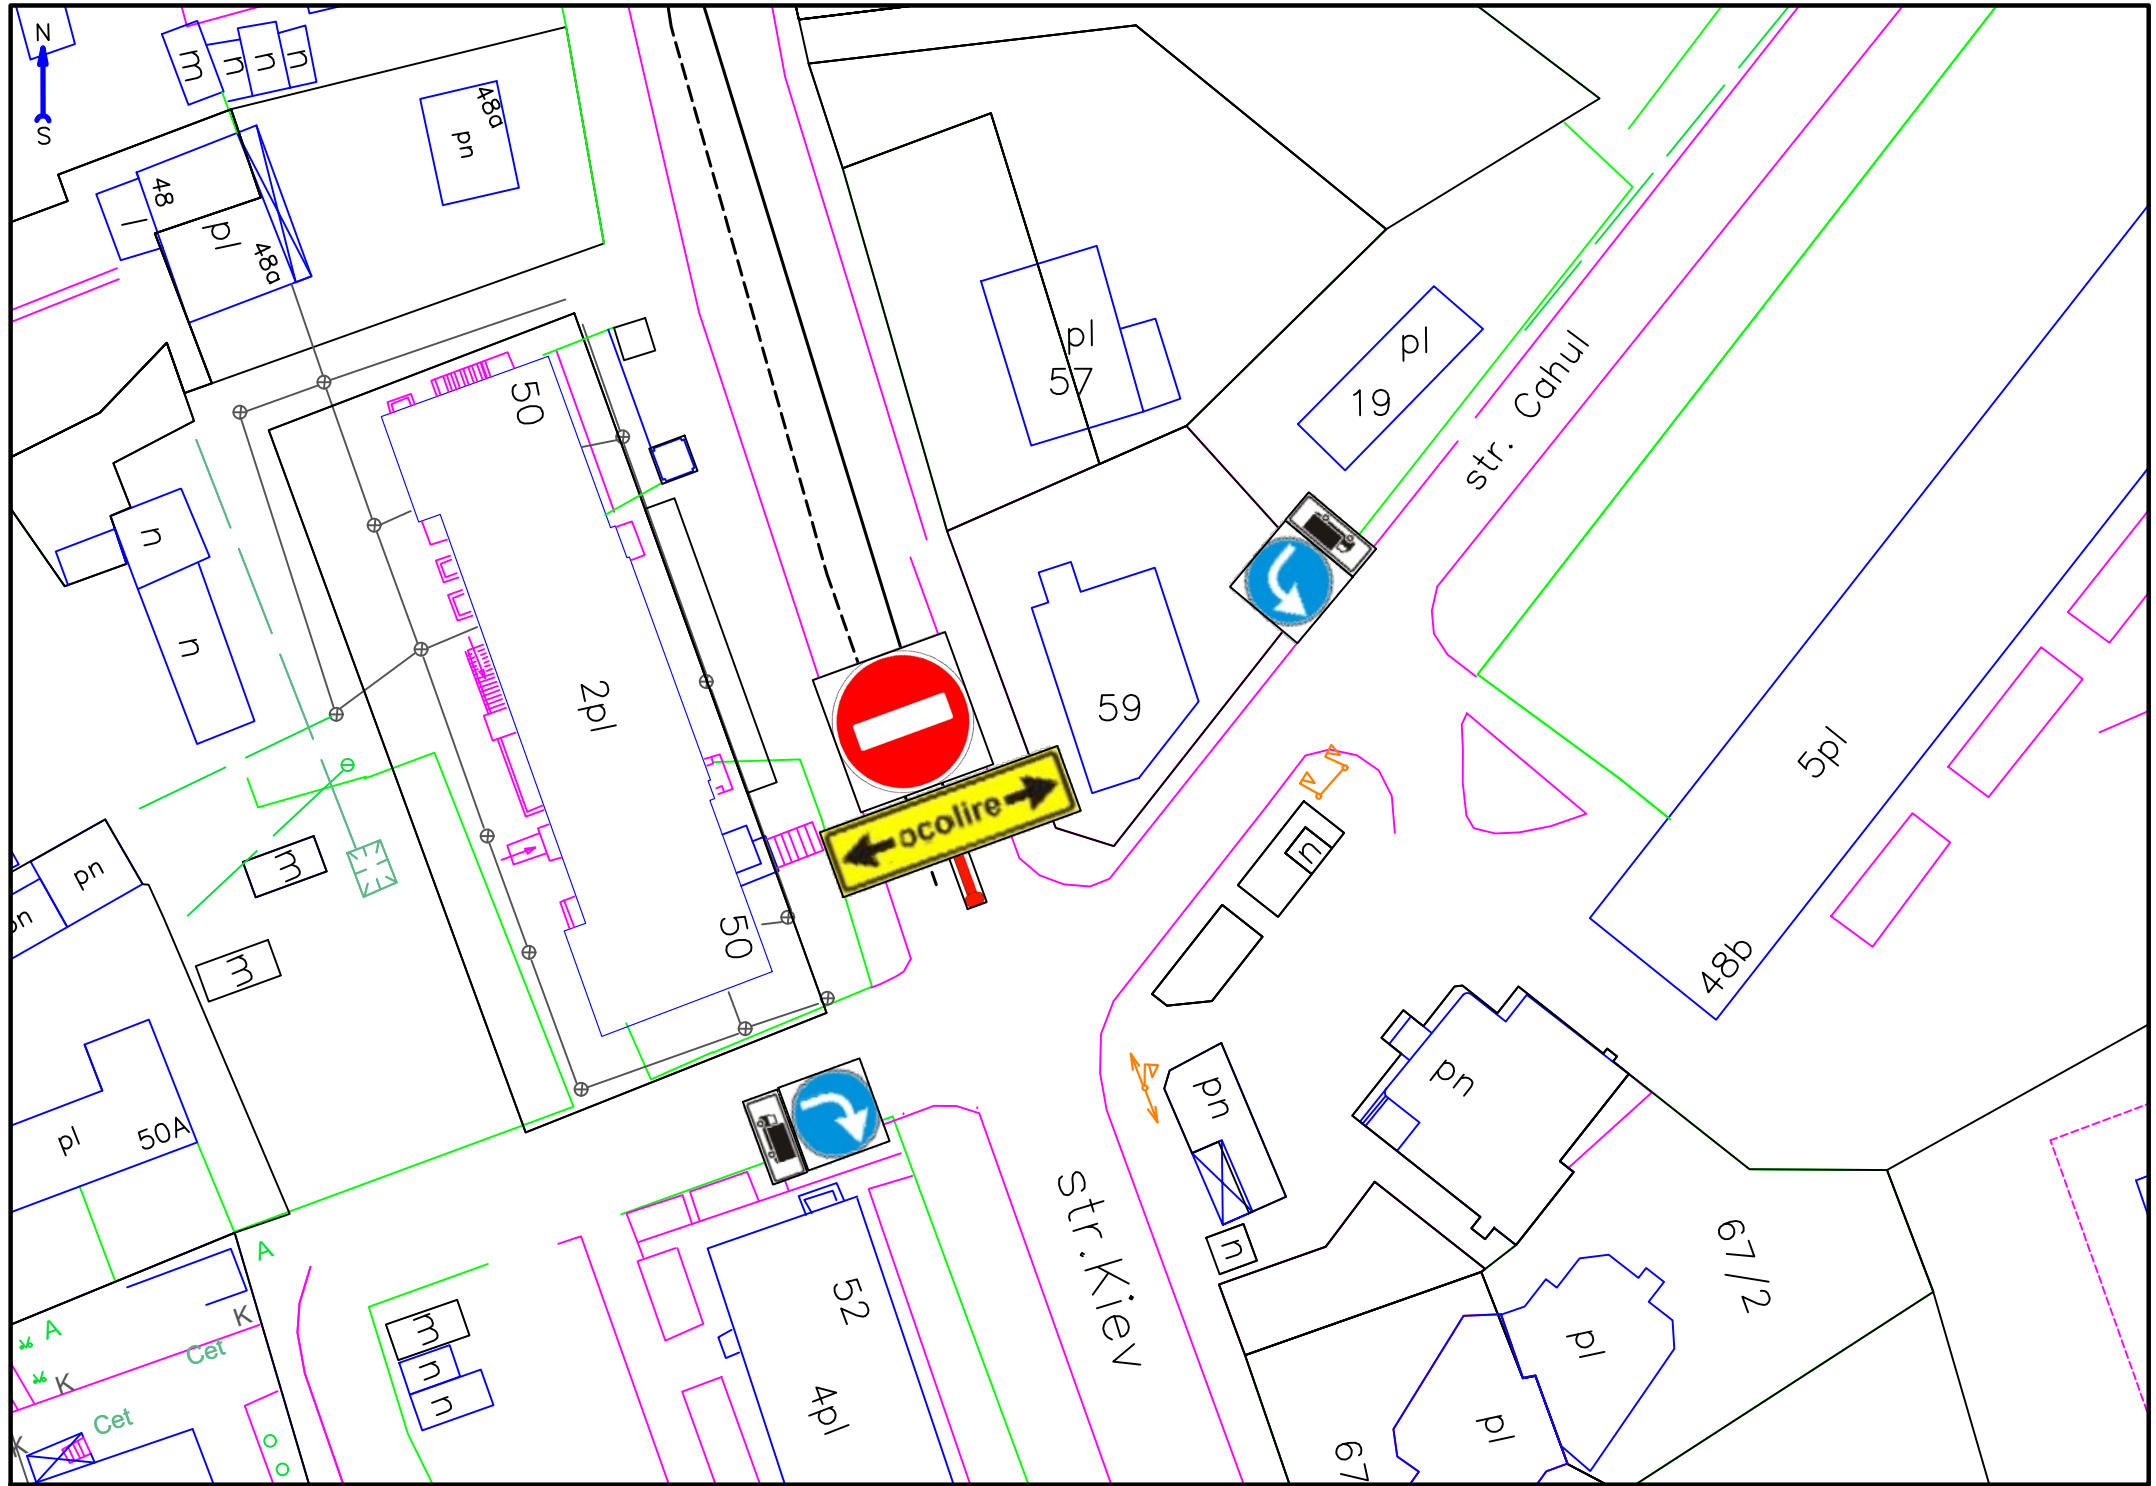 N
S
m
n
n
n
48a
pn
48
l
pl
48a
pl
57
pl
19
str. Cahul
50
n
n
2pl
59
ocolire
5pl
48b
n
pn
pn
m
m
50
pl
50A
pn
pn
n
str.Kiev
67/2
A
K
A
Cet
K
Cet
K
m
n
n
52
4pl
pl
pl
67